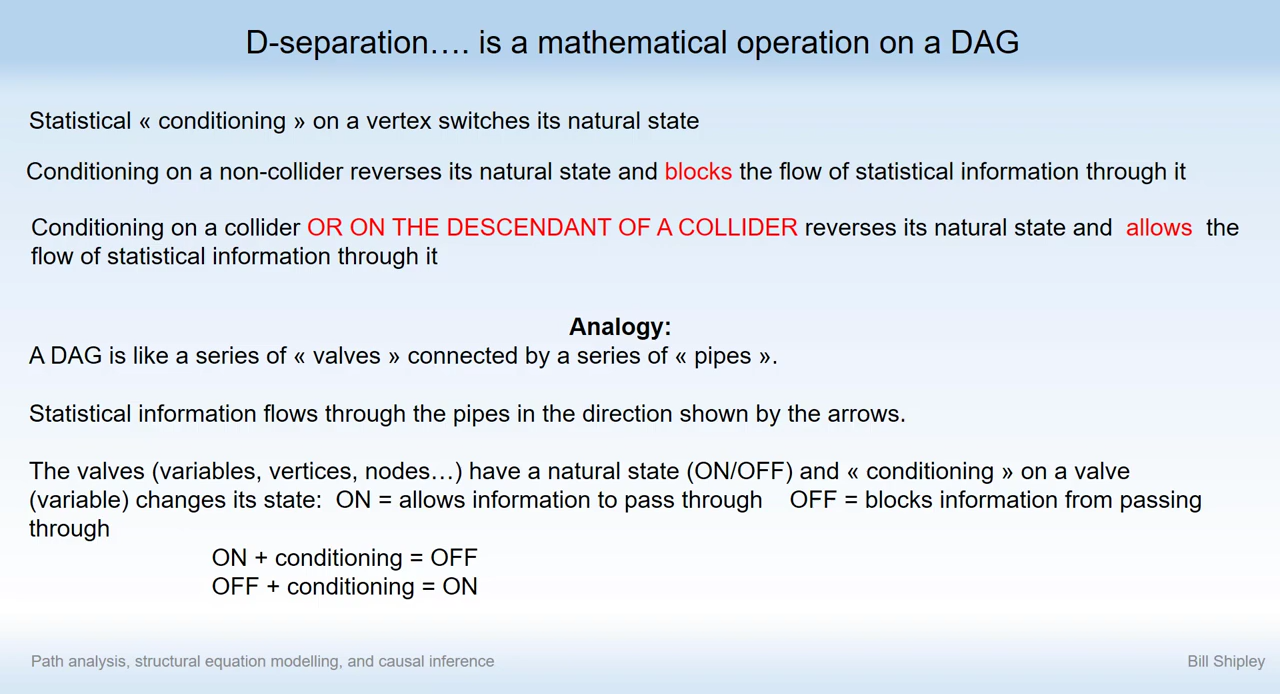 D-separation…. is a mathematical operation on a DAG
Statistical « conditioning » on a vertex switches its natural state
Conditioning on a non-collider reverses its natural state and blocks the flow of statistical information through it
Conditioning on a collider OR ON THE DESCENDANT OF A COLLIDER reverses its natural state and allows the
flow of statistical information through it
Analogy:
A DAG is like a series of « valves » connected by a series of « pipes ».
Statistical information flows through the pipes in the direction shown by the arrows.
The valves (variables, vertices, nodes…) have a natural state (ON/OFF) and « conditioning » on a valve
(variable) changes its state: ON = allows information to pass through OFF = blocks information from passing
through
ON + conditioning = OFF
OFF + conditioning = ON
Path analysis, structural equation modelling, and causal inference
Bill Shipley